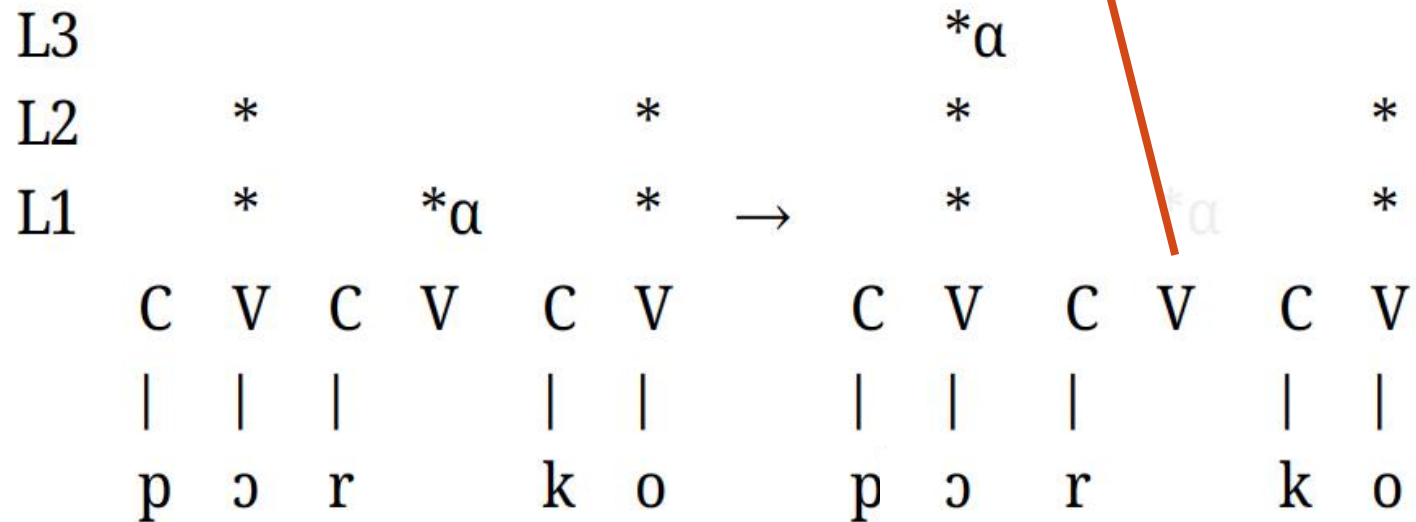 L3 *ɑ
L2 * * * *
L1 * *ɑ * → * *ɑ *
C V C V C V C V C V C V
| | | | | | | | | |
p ɔ r k o p ɔ r k o